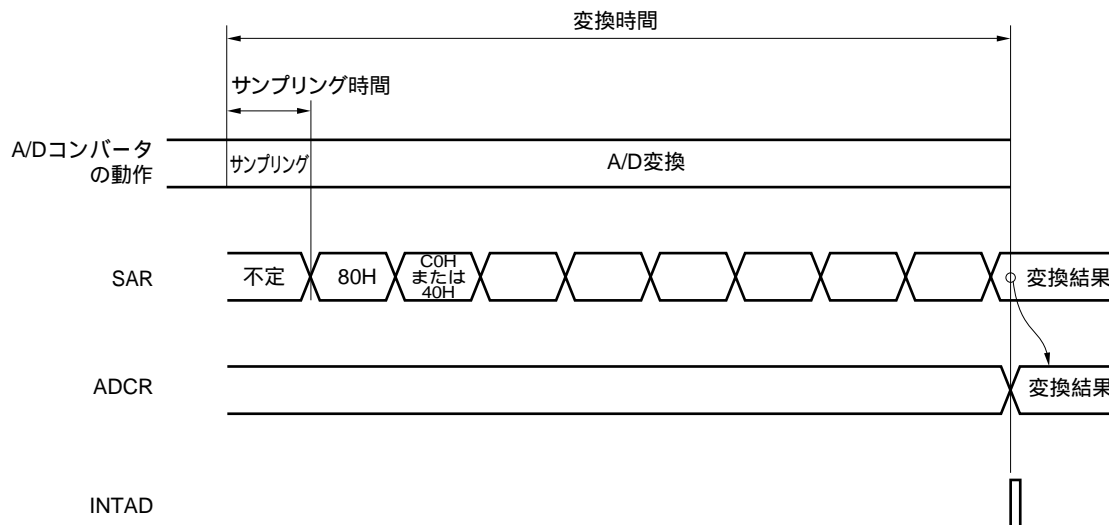 変換時間
サンプリング時間
A/Dコンバータ
の動作
サンプリング
A/D変換
SAR
不定
80H
C0H
または
40H
変換結果
ADCR
変換結果
INTAD